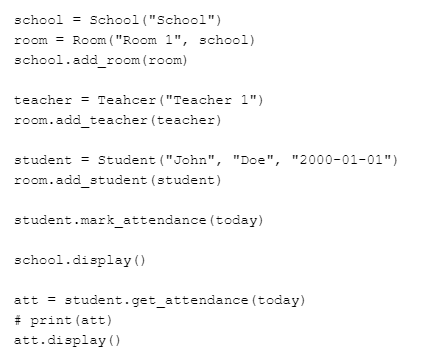 school = School("School")
room = Room("Room 1", school)
school.add_room(room)
teacher = Teahcer("Teacher 1")
room.add_teacher(teacher)
student = Student("John", "Doe", "2000-01-01")
room.add_student(student)
student.mark_attendance(today)
school.display()
att = student.get_attendance(today)
# print(att)
att.display()